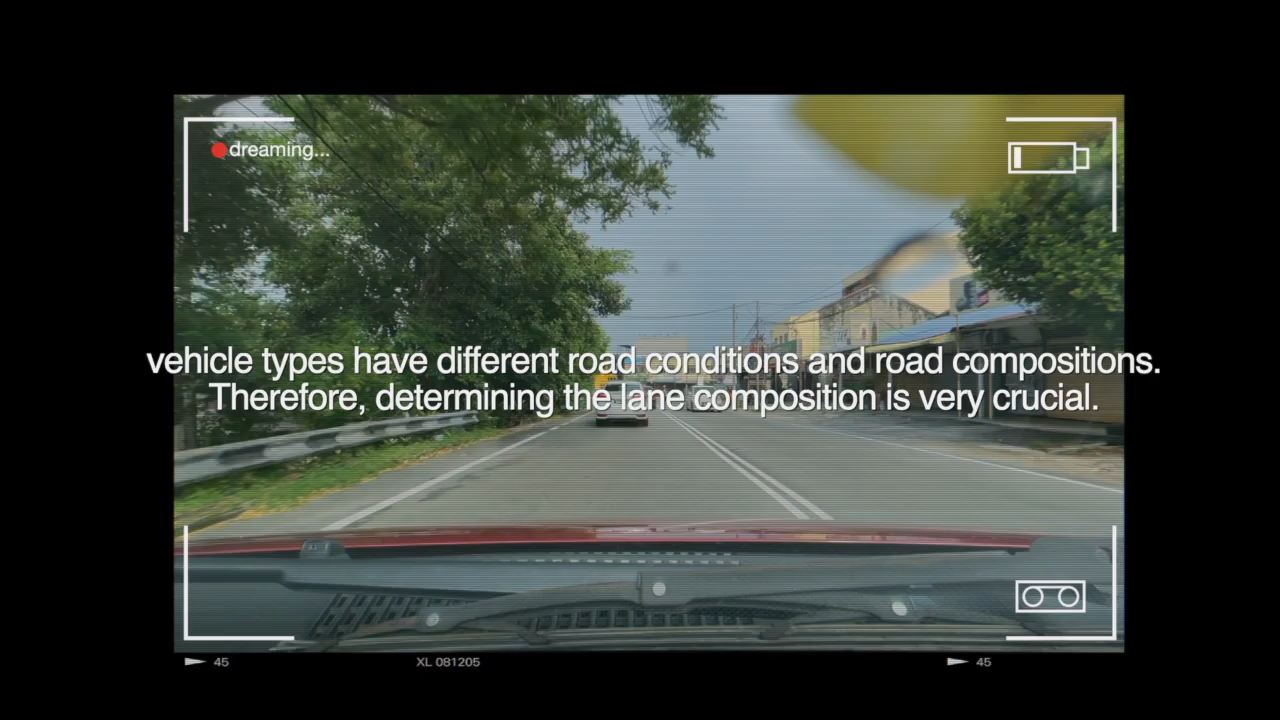 dreaming...
vehicle types have different road conditions and road compositions.
Therefore, determining the lane composition is very crucial.
45
XL 081205
45